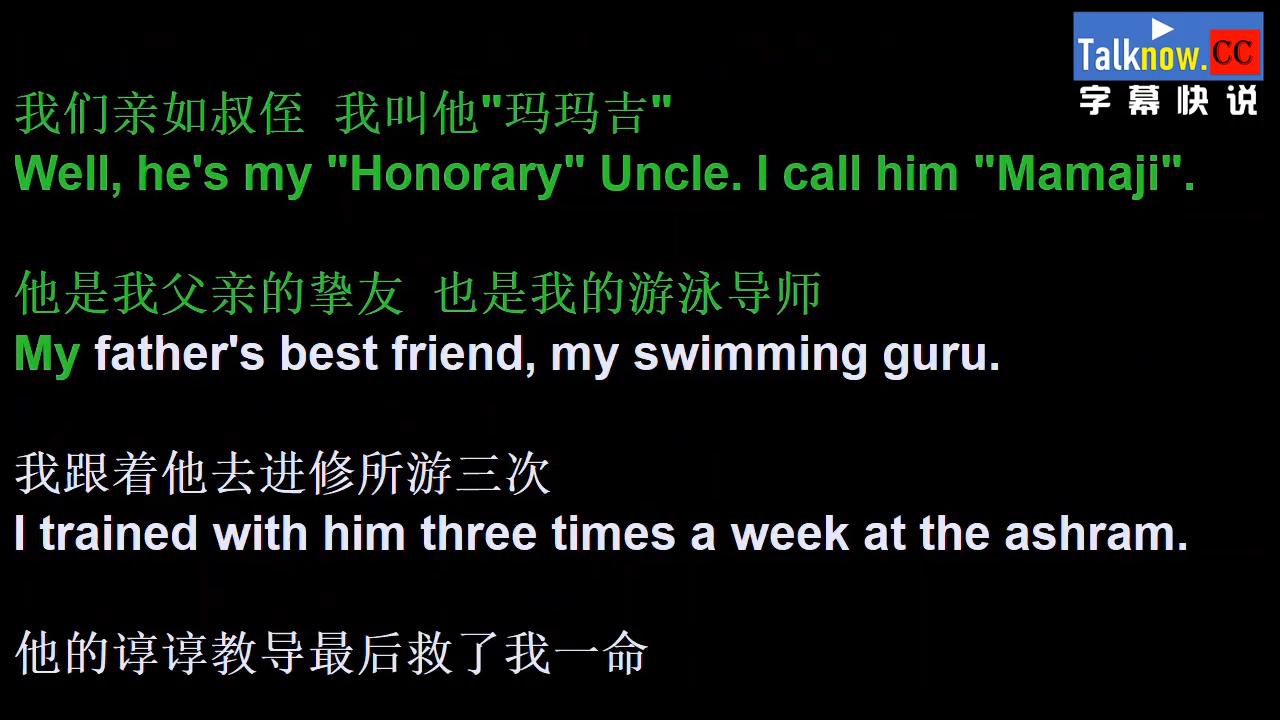 Talknow.CC
字幕快说
我们亲如叔侄 我叫他"玛玛吉"
Well, he's my "Honorary" Uncle. I call him "Mamaji".
他是我父亲的挚友 也是我的游泳导师
My father's best friend, my swimming guru.
我跟着他去进修所游三次
I trained with him three times a week at the ashram.
他的谆谆教导最后救了我一命